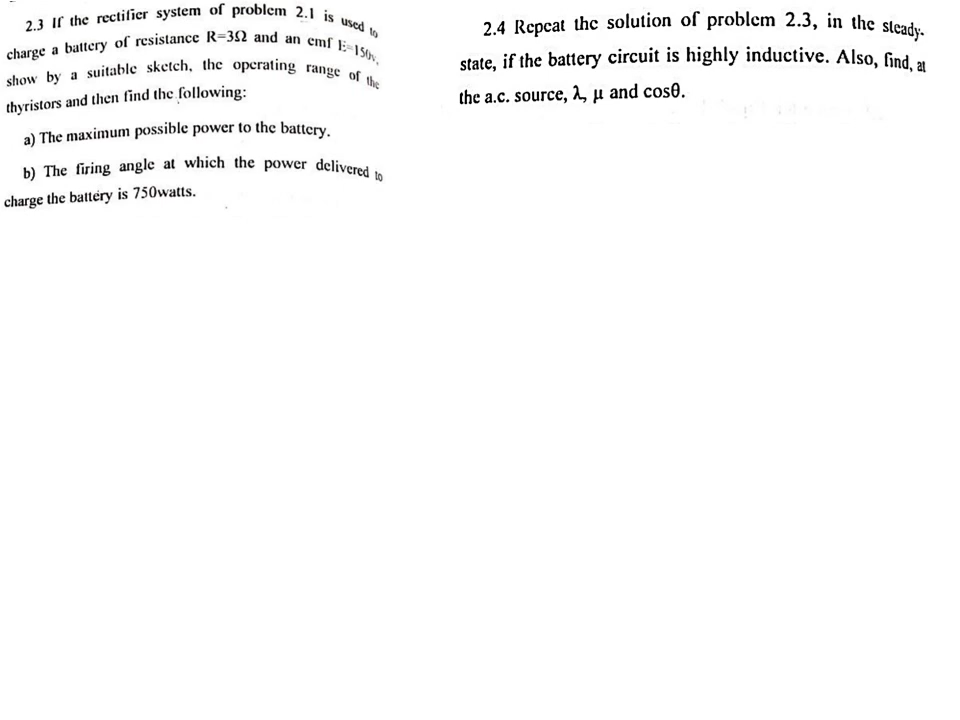 2.3 If the rectifier system of problem 2.1 is used to
charge a battery of resistance R=3Ω and an emf E=150v,
show by a suitable sketch, the operating range of the
thyristors and then find the following:
a) The maximum possible power to the battery.
b) The firing angle at which the power delivered to
charge the battery is 750watts.
2.4 Repeat the solution of problem 2.3, in the steady-
state, if the battery circuit is highly inductive. Also, find, at
the a.c. source, λ, μ and cosθ.